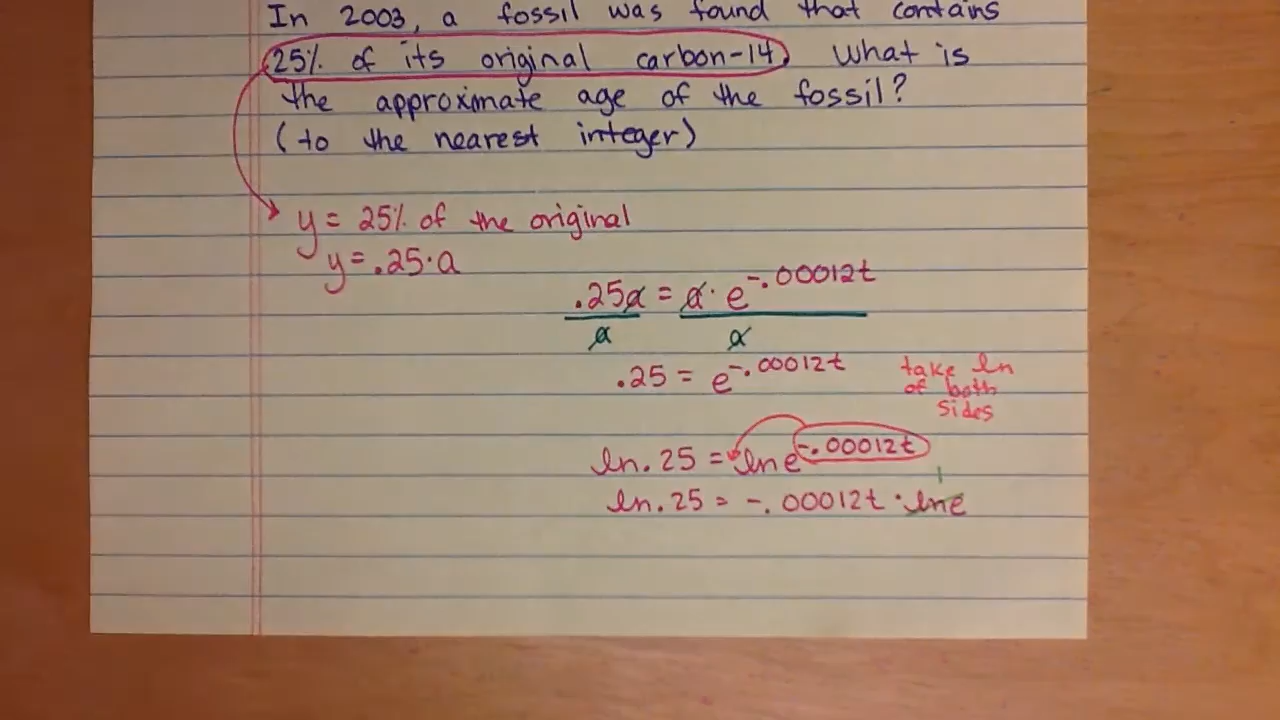 In 2003, a fossil was found that contains
25% of its original carbon-14. What is
the approximate age of the fossil?
(to the nearest integer)
y = 25% of the original
y = .25·a
.25a = a · e^-.00012t
a a
.25 = e^-.00012t
take ln
of both
sides
ln .25 = ln e^-.00012t
1
ln .25 = -.00012t · ln e